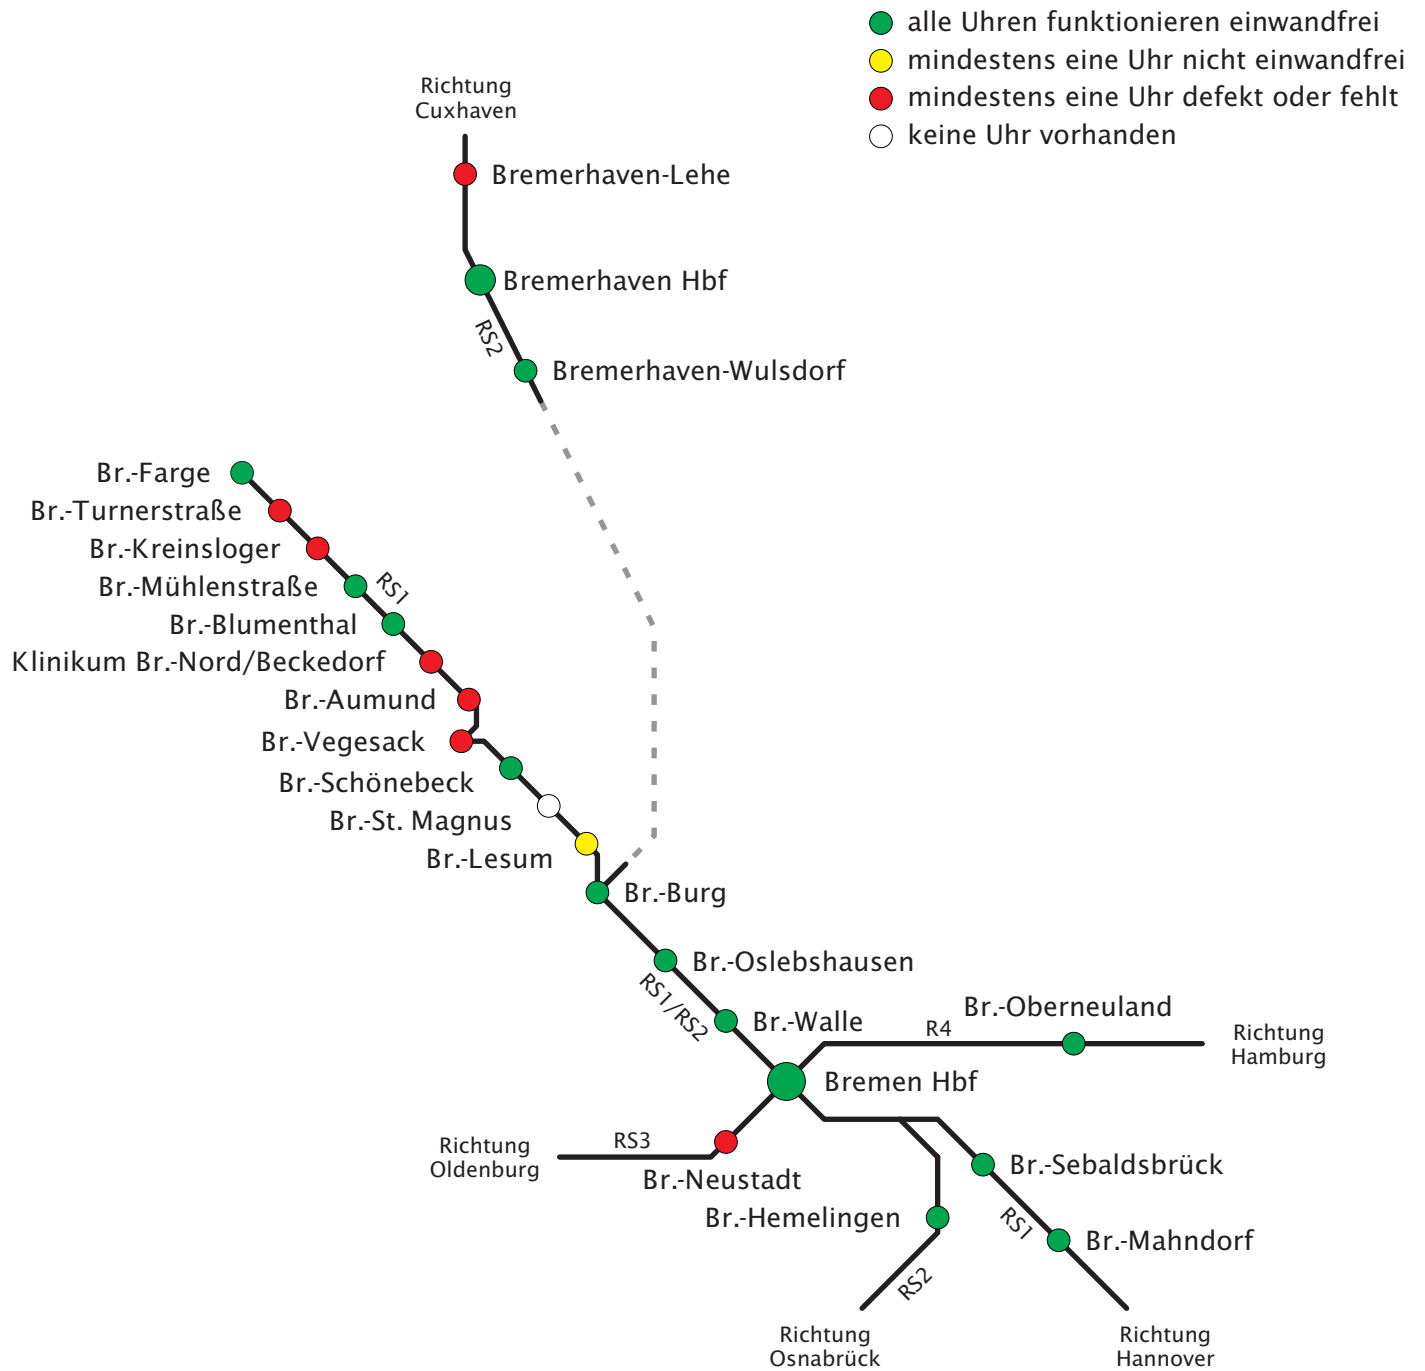 alle Uhren funktionieren einwandfrei
mindestens eine Uhr nicht einwandfrei
mindestens eine Uhr defekt oder fehlt
keine Uhr vorhanden
Richtung
Cuxhaven
Bremerhaven-Lehe
Bremerhaven Hbf
RS2
Bremerhaven-Wulsdorf
Br.-Farge
Br.-Turnerstraße
Br.-Kreinsloger
Br.-Mühlenstraße
RS1
Br.-Blumenthal
Klinikum Br.-Nord/Beckedorf
Br.-Aumund
Br.-Vegesack
Br.-Schönebeck
Br.-St. Magnus
Br.-Lesum
Br.-Burg
Br.-Oslebshausen
RS1/RS2
Br.-Walle
Br.-Oberneuland
R4
Richtung
Hamburg
Bremen Hbf
RS3
Richtung
Oldenburg
Br.-Neustadt
Br.-Sebaldsbrück
Br.-Hemelingen
RS1
Br.-Mahndorf
RS2
Richtung
Osnabrück
Richtung
Hannover